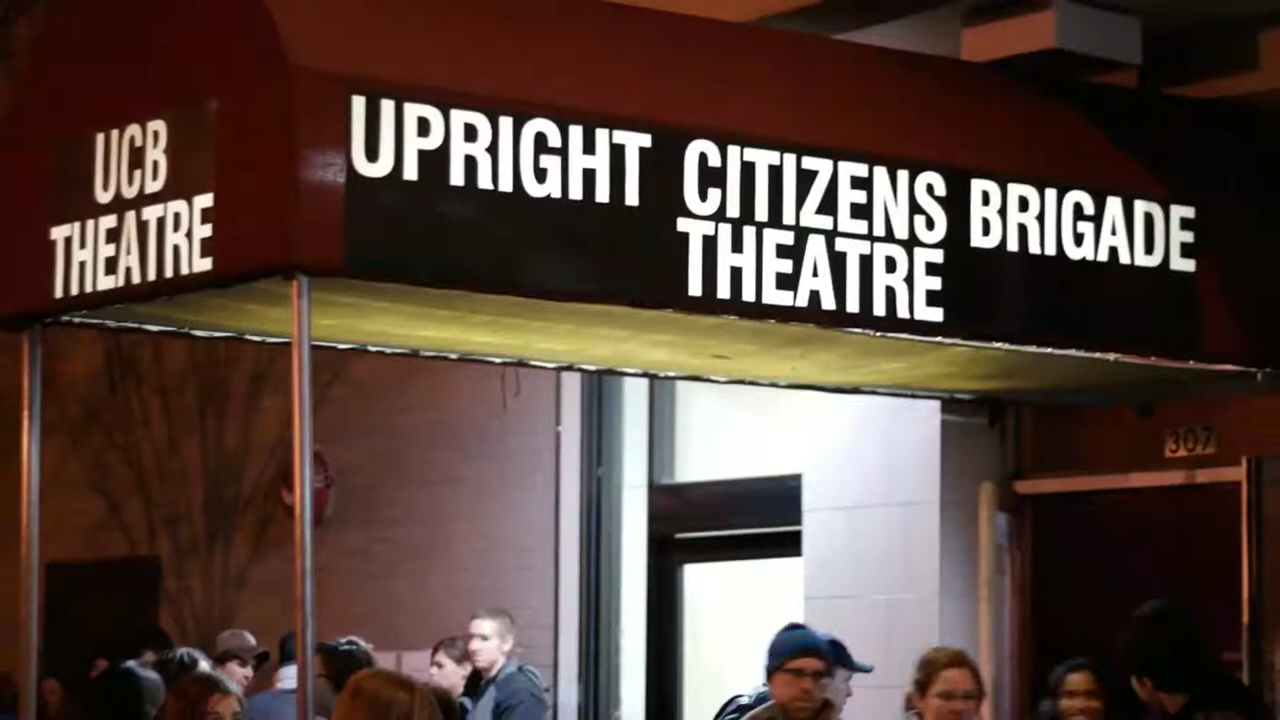 UCB
THEATRE
UPRIGHT CITIZENS BRIGADE
THEATRE
307